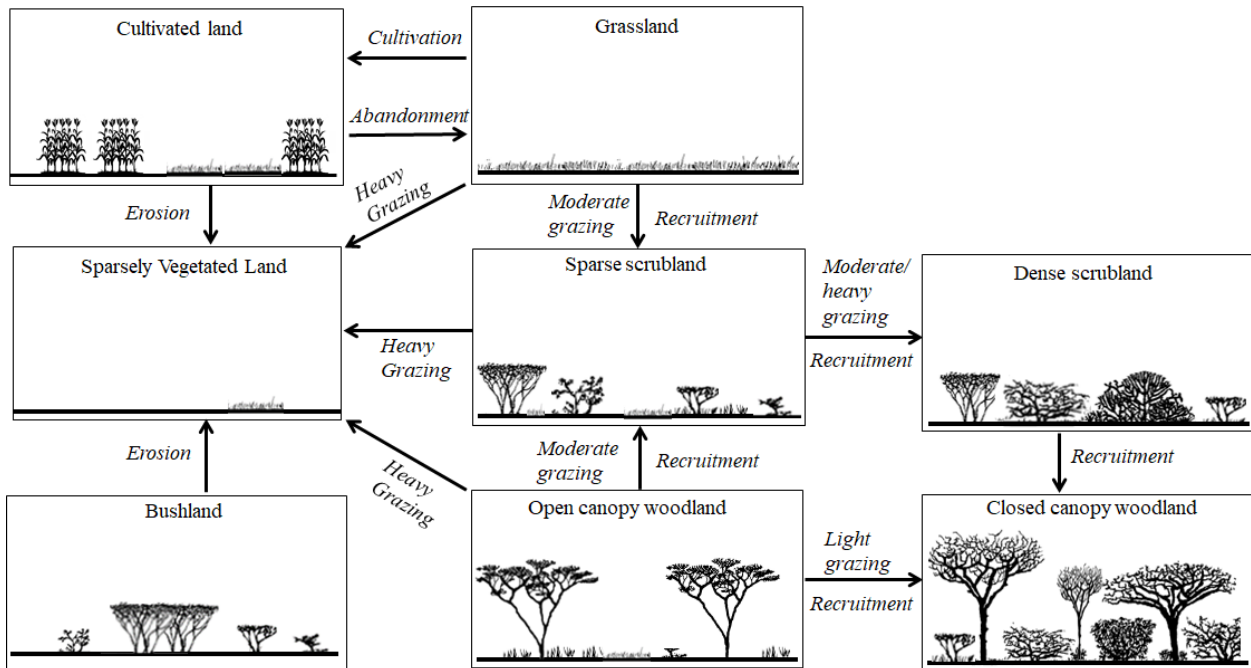 Cultivated land
Cultivation
Grassland
Abandonment
Heavy
Grazing
Erosion
Moderate
grazing
Recruitment
Sparsely Vegetated Land
Sparse scrubland
Moderate/
heavy
grazing
Recruitment
Dense scrubland
Heavy
Grazing
Erosion
Heavy
Grazing
Moderate
grazing
Recruitment
Recruitment
Bushland
Open canopy woodland
Light
grazing
Recruitment
Closed canopy woodland